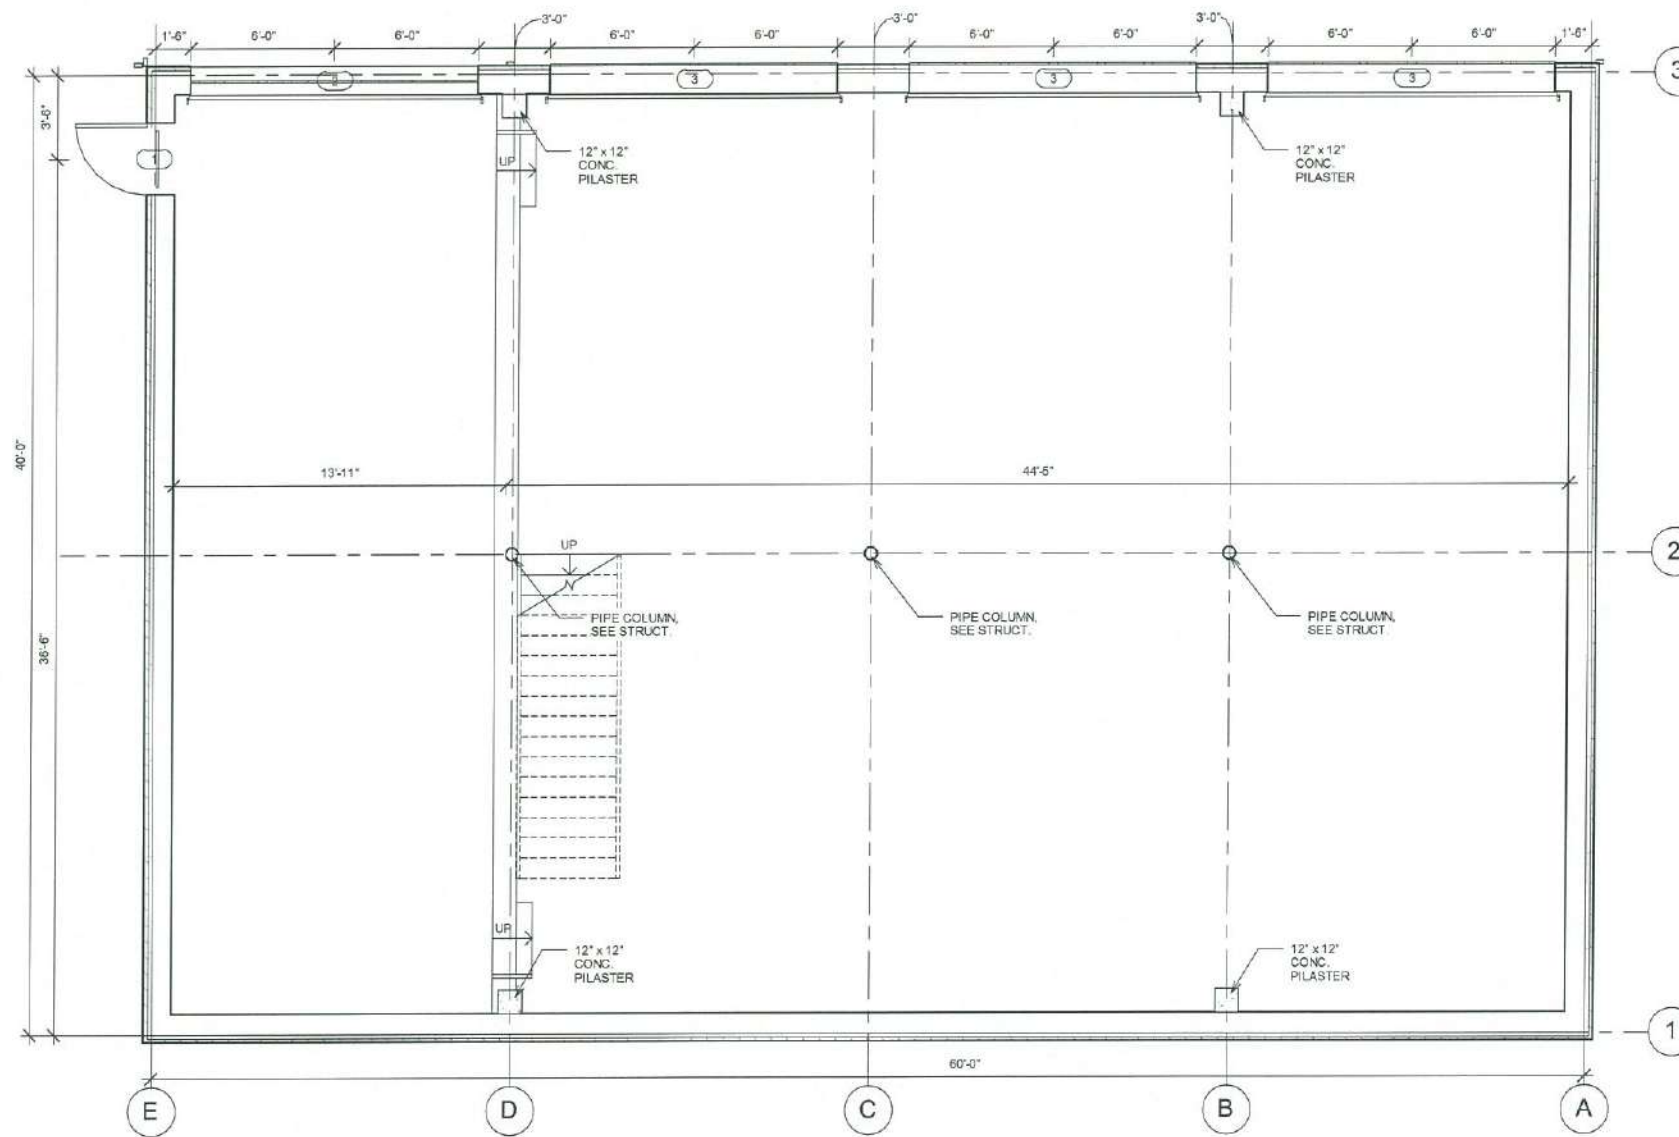 3'-0"
3'-0"
3'-0"
1'-6"
6'-0"
6'-0"
6'-0"
6'-0"
6'-0"
6'-0"
6'-0"
6'-0"
1'-6"
3
3
3
3
3'-6"
1
UP
12" x 12"
CONC.
PILASTER
12" x 12"
CONC.
PILASTER
40'-0"
13'-11"
44'-5"
UP
2
PIPE COLUMN,
SEE STRUCT.
PIPE COLUMN,
SEE STRUCT.
PIPE COLUMN,
SEE STRUCT.
36'-6"
UP
12" x 12"
CONC.
PILASTER
12" x 12"
CONC.
PILASTER
1
60'-0"
E
D
C
B
A